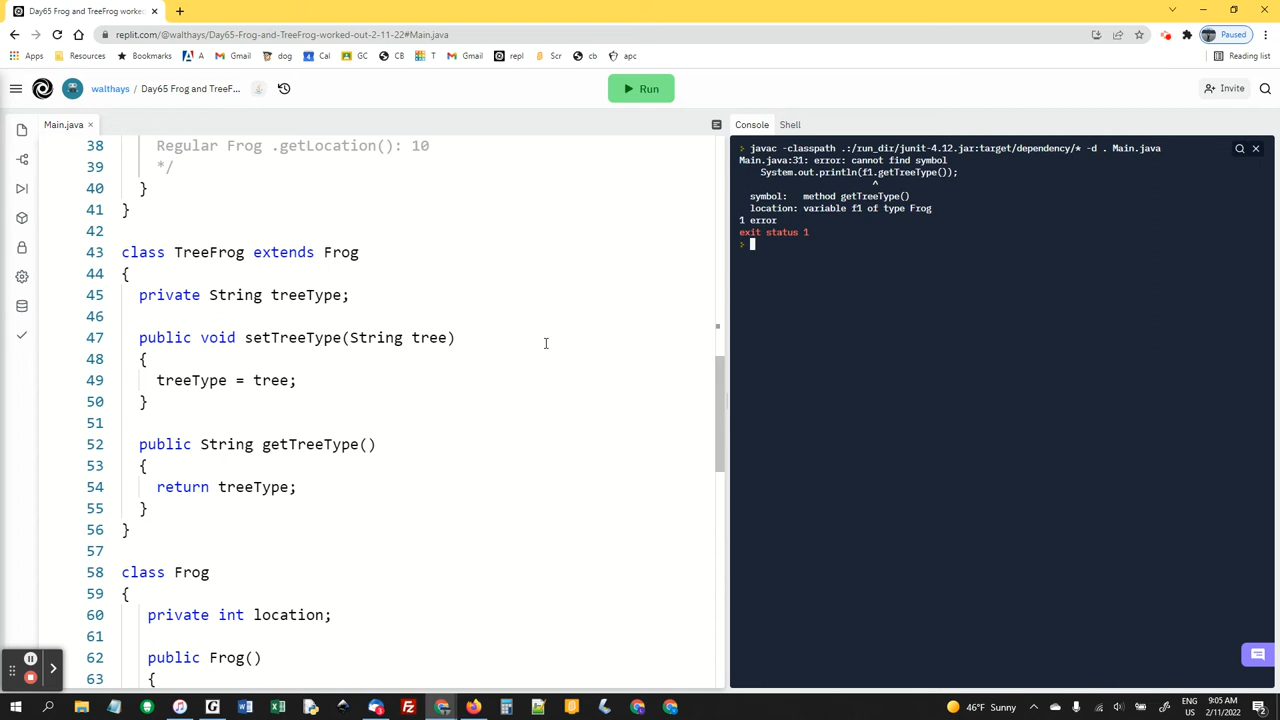 Day65 Frog and TreeFrog worked
replit.com/@walthays/Day65-Frog-and-TreeFrog-worked-out-2-11-22#Main.java
Paused
Apps Resources Bookmarks Gmail dog Cal GC CB T Gmail repl Scr cb apc Reading list
walthays / Day65 Frog and TreeF... Run Invite
Main.java
Console Shell
38 Regular Frog .getLocation(): 10
39 */
40 }
41 }
42
43 class TreeFrog extends Frog
44 {
45 private String treeType;
46
47 public void setTreeType(String tree)
48 {
49 treeType = tree;
50 }
51
52 public String getTreeType()
53 {
54 return treeType;
55 }
56 }
57
58 class Frog
59 {
60 private int location;
61
62 public Frog()
63 {
> javac -classpath .:/run_dir/junit-4.12.jar:target/dependency/* -d . Main.java
Main.java:31: error: cannot find symbol
System.out.println(f1.getTreeType());
^
symbol: method getTreeType()
location: variable f1 of type Frog
1 error
exit status 1
>
46°F Sunny
ENG
US
9:05 AM
2/11/2022